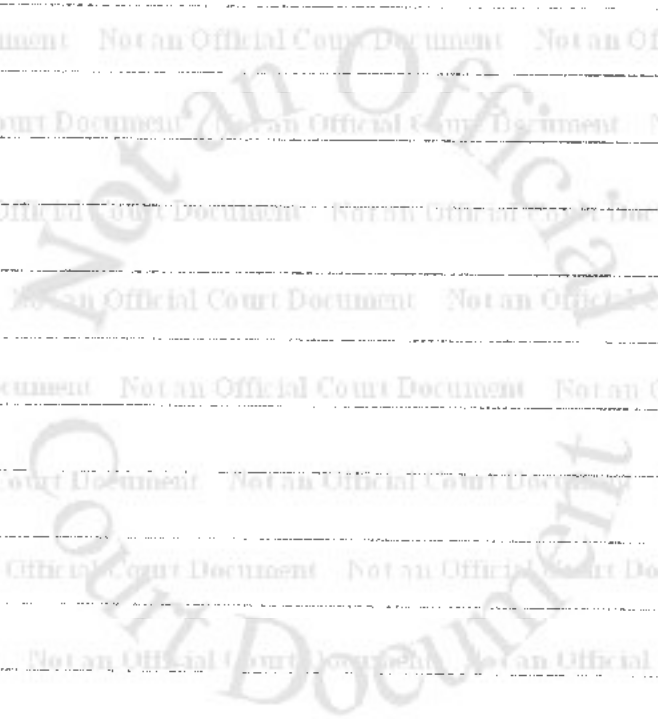 ument Not an Official Court Document Not an Of
ourt Document Not an Official Court Document N
Official Court Document Not an Official Court Doc
Not an Official Court Document Not an Official C
cument Not an Official Court Document Not an O
Court Document Not an Official Court Document
Official Court Document Not an Official Court Do
Not an Official Court Document Not an Official
Not an Official
Court Document